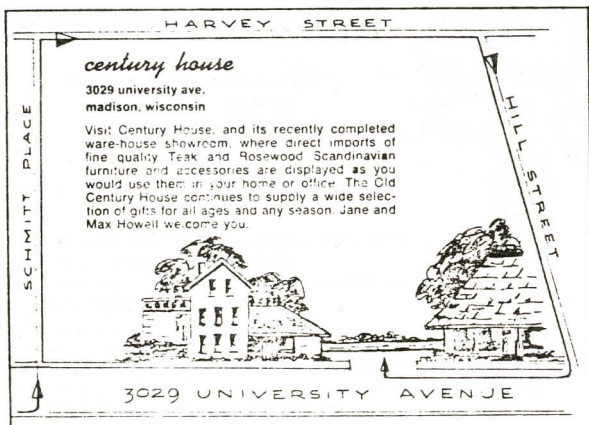 HARVEY STREET
SCHMITT PLACE
HILL STREET
century house
3029 university ave.
madison, wisconsin
Visit Century House, and its recently completed
ware-house showroom, where direct imports of
fine quality Teak and Rosewood Scandinavian
furniture and accessories are displayed as you
would use them in your home or office. The Old
Century House continues to supply a wide selec-
tion of gifts for all ages and any season. Jane and
Max Howell welcome you.
3029 UNIVERSITY AVENUE